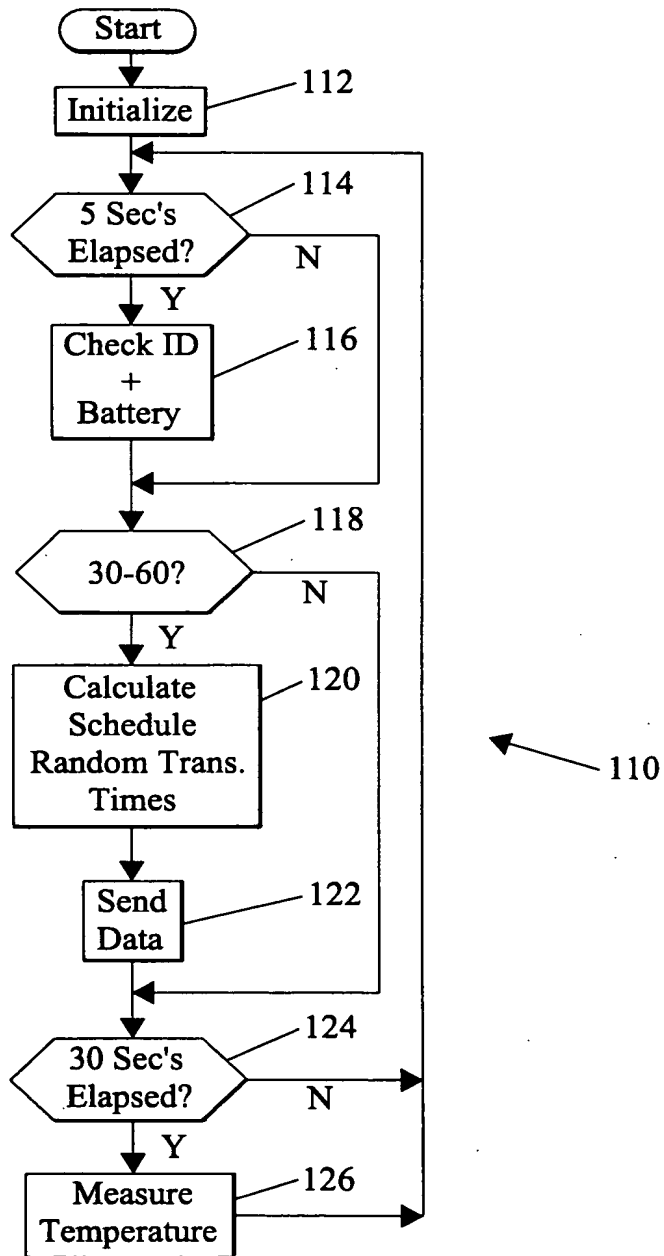 Start
Initialize
112
5 Sec's
Elapsed?
114
N
Y
Check ID
+
Battery
116
30-60?
118
N
Y
Calculate
Schedule
Random Trans.
Times
120
110
Send
Data
122
30 Sec's
Elapsed?
124
N
Y
Measure
Temperature
126